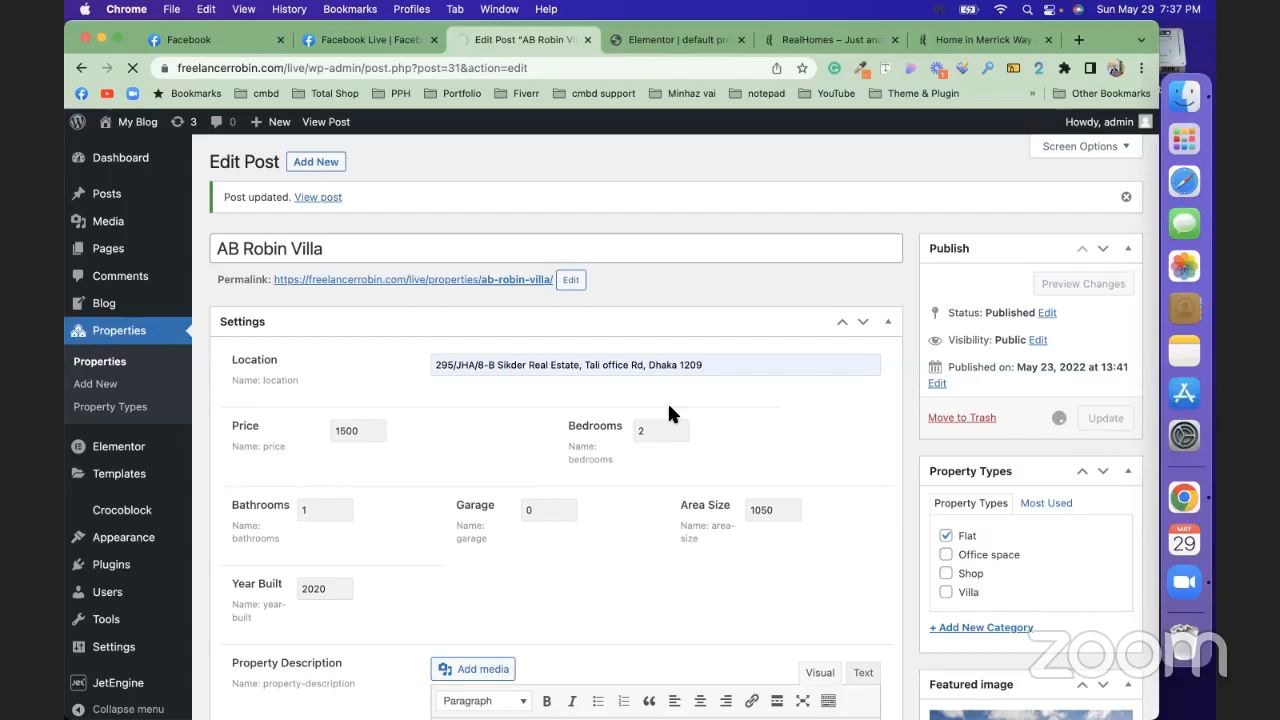 Chrome File Edit View History Bookmarks Profiles Tab Window Help Sun May 29 7:37 PM
Facebook
Facebook Live | Faceb
Edit Post “AB Robin Vi
Elementor | default pr
RealHomes – Just and
Home in Merrick Way
freelancerrobin.com/live/wp-admin/post.php?post=31&action=edit
Bookmarks cmbd Total Shop PPH Portfolio Fiverr cmbd support Minhaz vai notepad YouTube Theme & Plugin » Other Bookmarks
My Blog 3 0 New View Post Howdy, admin
Dashboard
Posts
Media
Pages
Comments
Blog
Properties
Properties
Add New
Property Types
Elementor
Templates
Crocoblock
Appearance
Plugins
Users
Tools
Settings
JetEngine
Collapse menu
Screen Options
Edit Post Add New
Post updated. View post
AB Robin Villa
Permalink: https://freelancerrobin.com/live/properties/ab-robin-villa/ Edit
Settings
Location
Name: location
295/JHA/8-B Sikder Real Estate, Tali office Rd, Dhaka 1209
Price
Name: price
1500
Bedrooms
Name:
bedrooms
2
Bathrooms
Name:
bathrooms
1
Garage
Name:
garage
0
Area Size
Name: area-
size
1050
Year Built
Name: year-
built
2020
Property Description
Name: property-description
Add media
Visual Text
Paragraph
B I
Publish
Preview Changes
Status: Published Edit
Visibility: Public Edit
Published on: May 23, 2022 at 13:41
Edit
Move to Trash Update
Property Types
Property Types Most Used
Flat
Office space
Shop
Villa
+ Add New Category
Featured image
MAY
29
zoom